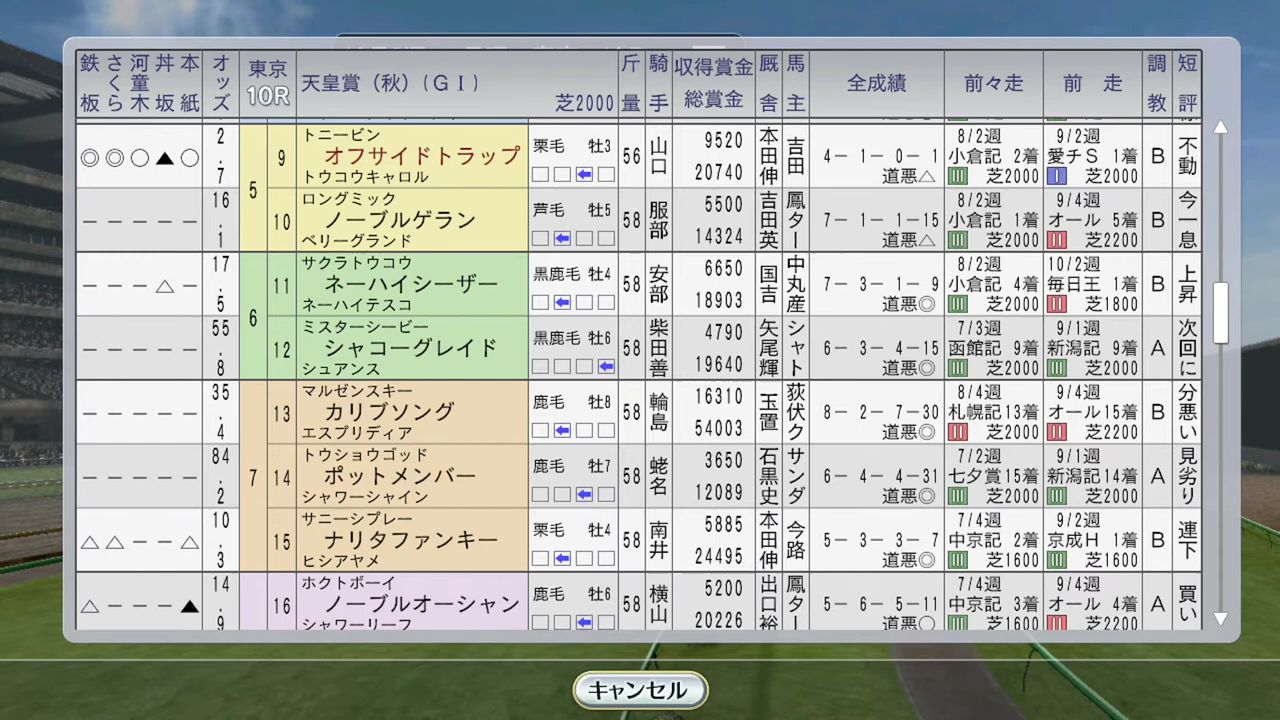 鉄板 さくら 河童木 丼坂 本紙 オッズ 東京10R 天皇賞（秋）（ＧⅠ） 芝2000 斤量 騎手 収得賞金 総賞金 厩舎 馬主 全成績 前々走 前 走 調教 短評
◎◎○▲○ 2.7 5 9 トニービン 栗毛 牡3 56 山口 9520 本田伸 吉田 4－ 1－ 0－ 1 8/2週 9/2週 B 不動
オフサイドトラップ 小倉記 2着 愛チＳ 1着
トウコウキャロル 20740 道悪△ III 芝2000 I 芝2000
－－－－－ 16.1 10 ロングミック 芦毛 牡5 58 服部 5500 吉田英 鳳ター 7－ 1－ 1－15 8/2週 9/4週 B 今一息
ノーブルゲラン 小倉記 1着 オール 5着
ベリーグランド 14324 道悪△ III 芝2000 II 芝2200
－－－△－ 17.5 6 11 サクラトウコウ 黒鹿毛 牡4 58 安部 6650 国吉 中丸産 7－ 3－ 1－ 9 8/2週 10/2週 B 上昇
ネーハイシーザー 小倉記 4着 毎日王 1着
ネーハイテスコ 18903 道悪◎ III 芝2000 II 芝1800
－－－－－ 55.8 12 ミスターシービー 黒鹿毛 牡6 58 柴田善 4790 矢尾輝 シャト 6－ 3－ 4－15 7/3週 9/1週 A 次回に
シャコーグレイド 函館記 9着 新潟記 9着
シュアンス 19640 道悪◎ III 芝2000 III 芝2000
－－－－－ 35.4 7 13 マルゼンスキー 鹿毛 牡8 58 輪島 16310 玉置 荻伏ク 8－ 2－ 7－30 8/4週 9/4週 B 分悪い
カリブソング 札幌記13着 オール15着
エスプリディア 54003 道悪◎ II 芝2000 II 芝2200
－－－－－ 84.2 14 トウショウゴッド 鹿毛 牡7 58 蛯名 3650 石黒史 サンダ 6－ 4－ 4－31 7/2週 9/1週 A 見劣り
ポットメンバー 七夕賞15着 新潟記14着
シャワーシャイン 12089 道悪◎ III 芝2000 III 芝2000
△△－－△ 10.3 15 サニーシプレー 栗毛 牡4 58 南井 5885 本田伸 今路 5－ 3－ 3－ 7 7/4週 9/2週 B 連下
ナリタファンキー 中京記 2着 京成Ｈ 1着
ヒシアヤメ 24495 道悪◎ III 芝1600 III 芝1600
△－－－▲ 14.9 16 ホクトボーイ 鹿毛 牡6 58 横山 5200 出口裕 鳳ター 5－ 6－ 5－11 7/4週 9/4週 A 買い
ノーブルオーシャン 中京記 3着 オール 4着
シャワーリーフ 20226 道悪○ III 芝1600 II 芝2200
キャンセル